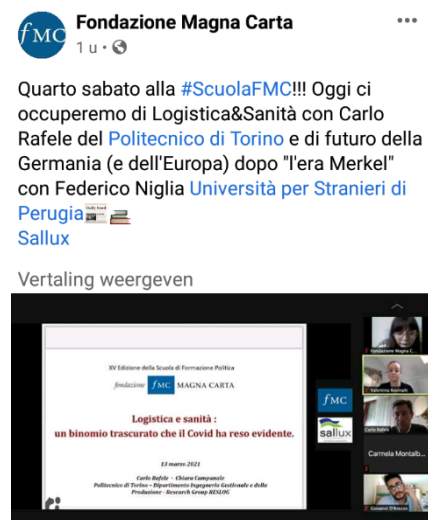 fMC
Fondazione Magna Carta
1 u
Quarto sabato alla #ScuolaFMC!!! Oggi ci
occuperemo di Logistica&Sanità con Carlo
Rafele del Politecnico di Torino e di futuro della
Germania (e dell'Europa) dopo "l'era Merkel"
con Federico Niglia Università per Stranieri di
Perugia
Sallux
Vertaling weergeven
XV Edizione della Scuola di Formazione Politica
fondazione fMC MAGNA CARTA
Logistica e sanità :
un binomio trascurato che il Covid ha reso evidente.
13 marzo 2021
Carlo Rafele - Chiara Campanale
Politecnico di Torino - Dipartimento Ingegneria Gestionale e della
Produzione - Research Group RESLOG
fMC
sallux
Fondazione Magna C...
Carlo Rafele
Carmela Montalb...